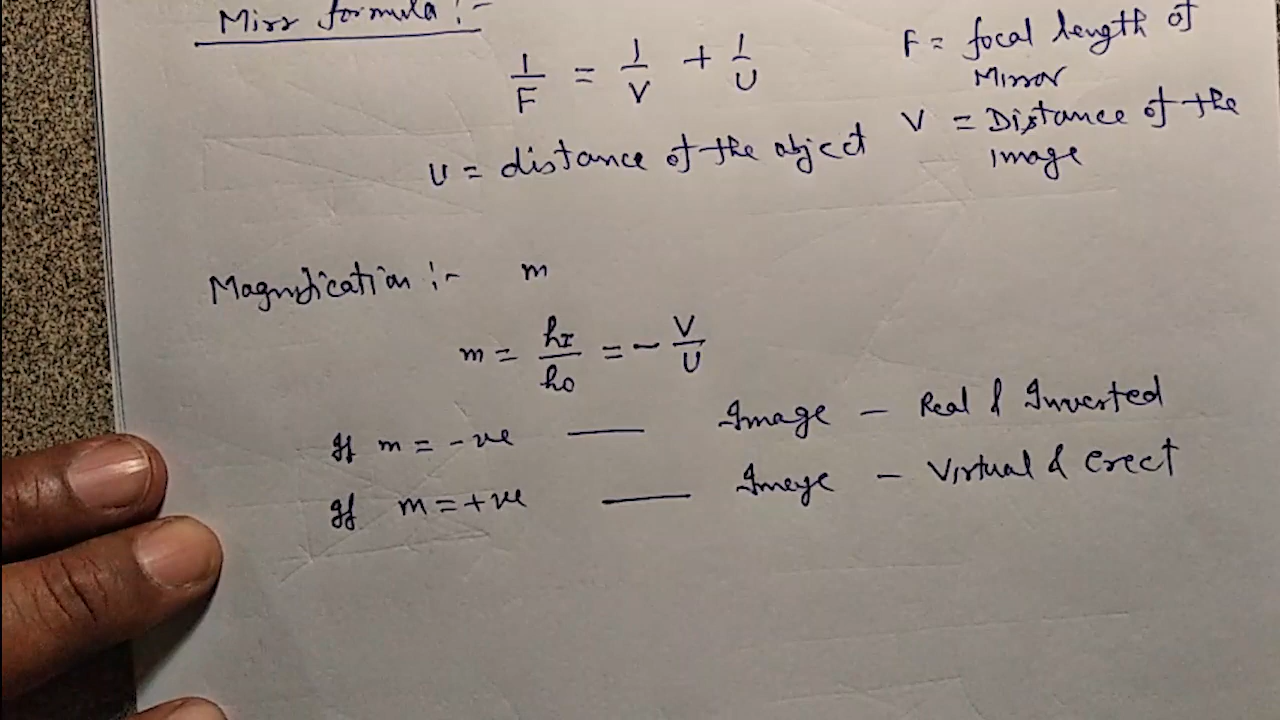 Mirr formula :-
1/F = 1/V + 1/U
F = focal length of
Mirror
V = Distance of the
image
U = distance of the object
Magnification :- m
m = hI/ho = - V/U
If m = -ve — Image - Real & Inverted
If m = +ve — Image - Virtual & erect